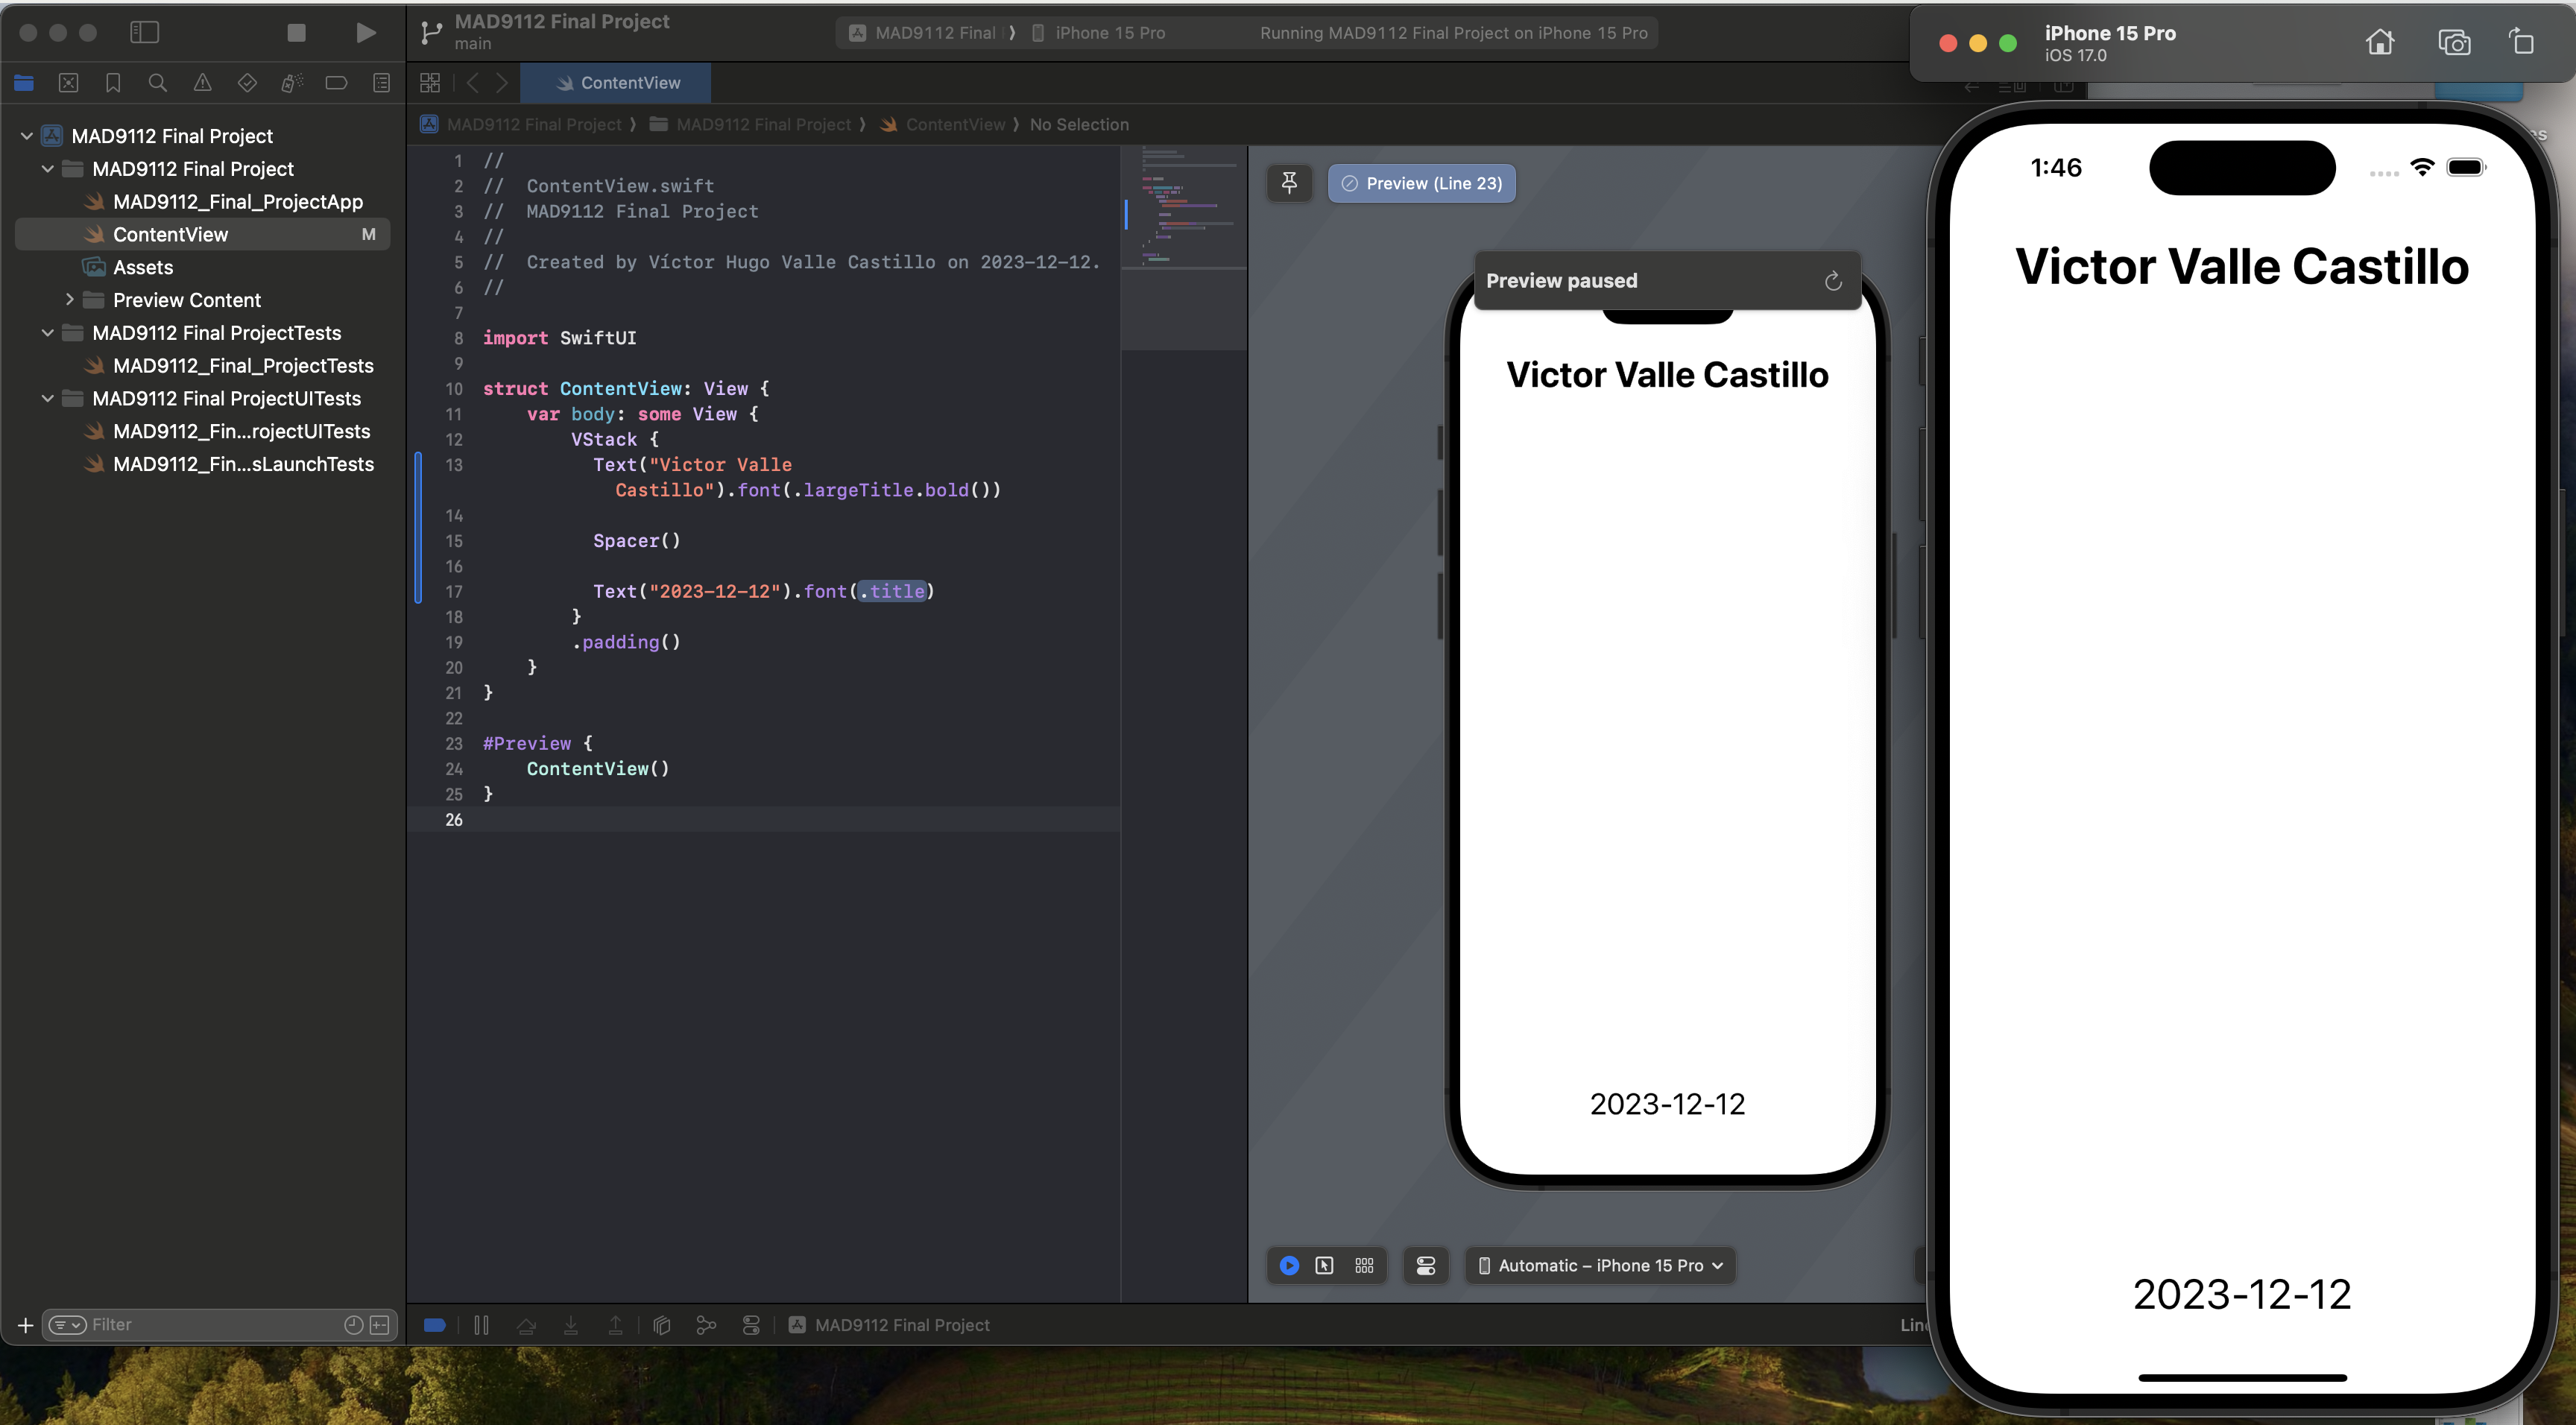 MAD9112 Final Project
main
MAD9112 Final
iPhone 15 Pro
Running MAD9112 Final Project on iPhone 15 Pro
ContentView
MAD9112 Final Project
MAD9112 Final Project
ContentView
No Selection
MAD9112 Final Project
MAD9112 Final Project
MAD9112_Final_ProjectApp
ContentView M
Assets
Preview Content
MAD9112 Final ProjectTests
MAD9112_Final_ProjectTests
MAD9112 Final ProjectUITests
MAD9112_Fin...rojectUITests
MAD9112_Fin...sLaunchTests
Filter
1 //
2 //  ContentView.swift
3 //  MAD9112 Final Project
4 //
5 //  Created by Víctor Hugo Valle Castillo on 2023-12-12.
6 //
7
8 import SwiftUI
9
10 struct ContentView: View {
11     var body: some View {
12         VStack {
13           Text("Victor Valle
Castillo").font(.largeTitle.bold())
14
15           Spacer()
16
17           Text("2023-12-12").font(.title)
18         }
19         .padding()
20     }
21 }
22
23 #Preview {
24     ContentView()
25 }
26
Preview (Line 23)
Preview paused
Victor Valle Castillo
2023-12-12
Automatic – iPhone 15 Pro
MAD9112 Final Project
iPhone 15 Pro
iOS 17.0
1:46
Victor Valle Castillo
2023-12-12